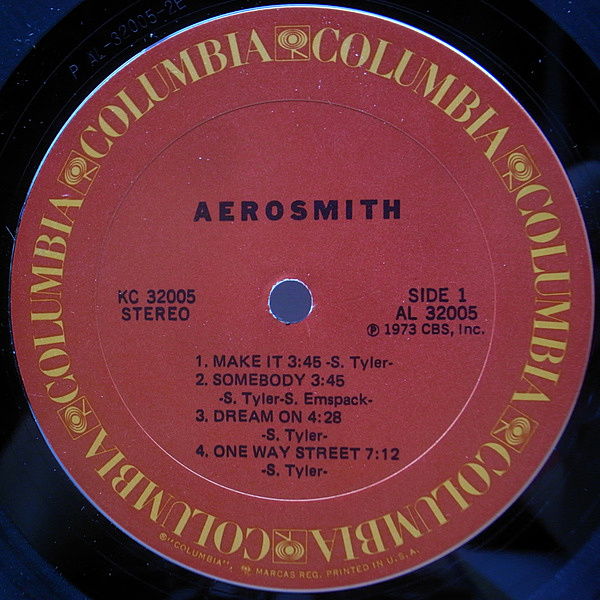 P AL-32005-2E
COLUMBIA COLUMBIA COLUMBIA COLUMBIA COLUMBIA COLUMBIA COLUMBIA COLUMBIA
AEROSMITH
KC 32005
STEREO
SIDE 1
AL 32005
℗ 1973 CBS, Inc.
1. MAKE IT 3:45 -S. Tyler-
2. SOMEBODY 3:45
-S. Tyler-S. Emspack-
3. DREAM ON 4:28
-S. Tyler-
4. ONE WAY STREET 7:12
-S. Tyler-
®"COLUMBIA", MARCAS REG. PRINTED IN U.S.A.